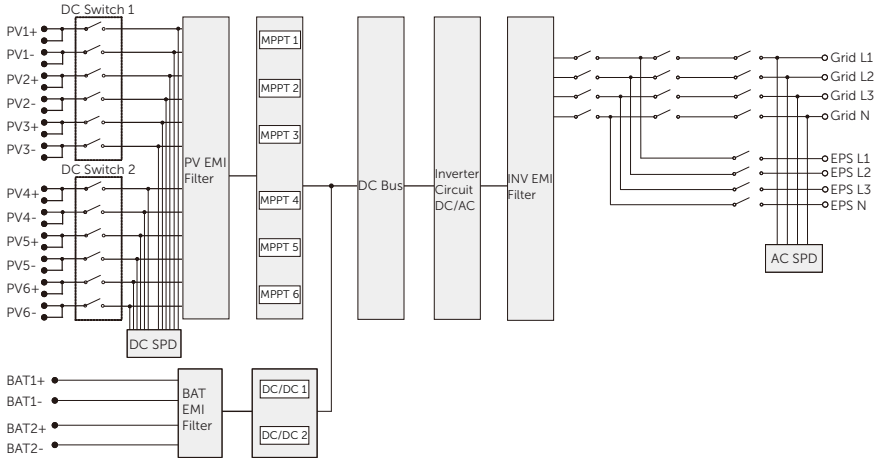 DC Switch 1
PV1+
PV1-
PV2+
PV2-
PV3+
PV3-
DC Switch 2
PV4+
PV4-
PV5+
PV5-
PV6+
PV6-
DC SPD
PV EMI
Filter
MPPT 1
MPPT 2
MPPT 3
MPPT 4
MPPT 5
MPPT 6
DC Bus
Inverter
Circuit
DC/AC
INV EMI
Filter
Grid L1
Grid L2
Grid L3
Grid N
EPS L1
EPS L2
EPS L3
EPS N
AC SPD
BAT1+
BAT1-
BAT2+
BAT2-
BAT
EMI
Filter
DC/DC 1
DC/DC 2